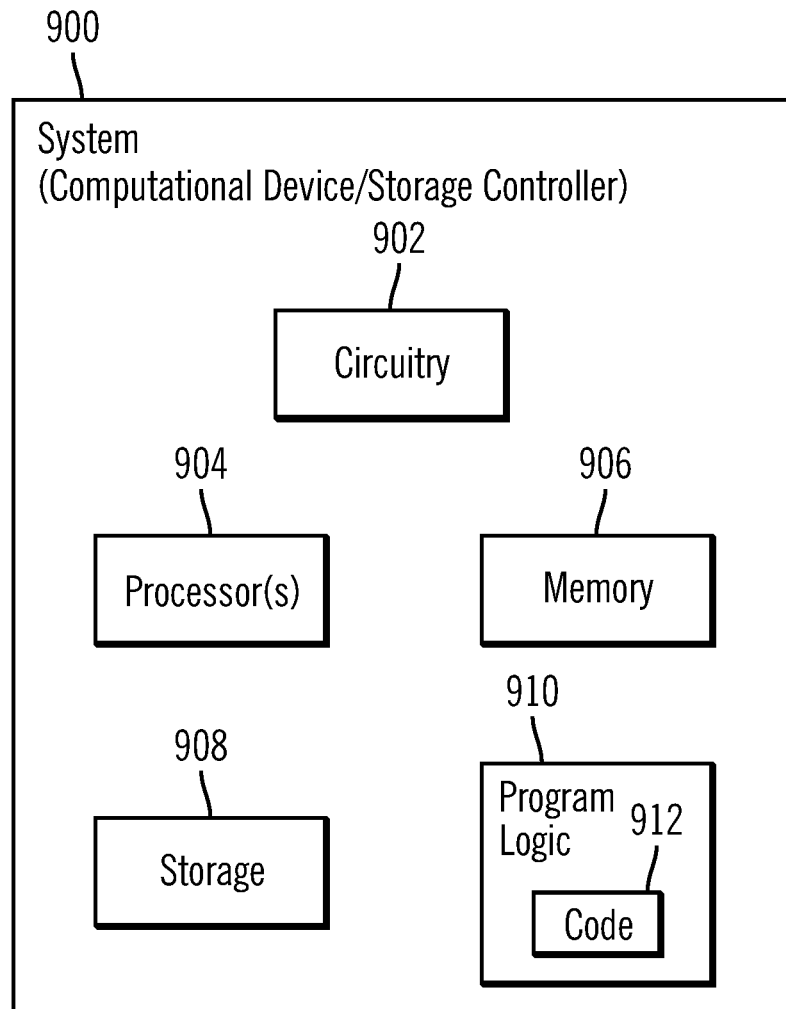 900
System
(Computational Device/Storage Controller)
902
Circuitry
904
906
Processor(s)
Memory
908
910
Storage
Program
Logic
912
Code